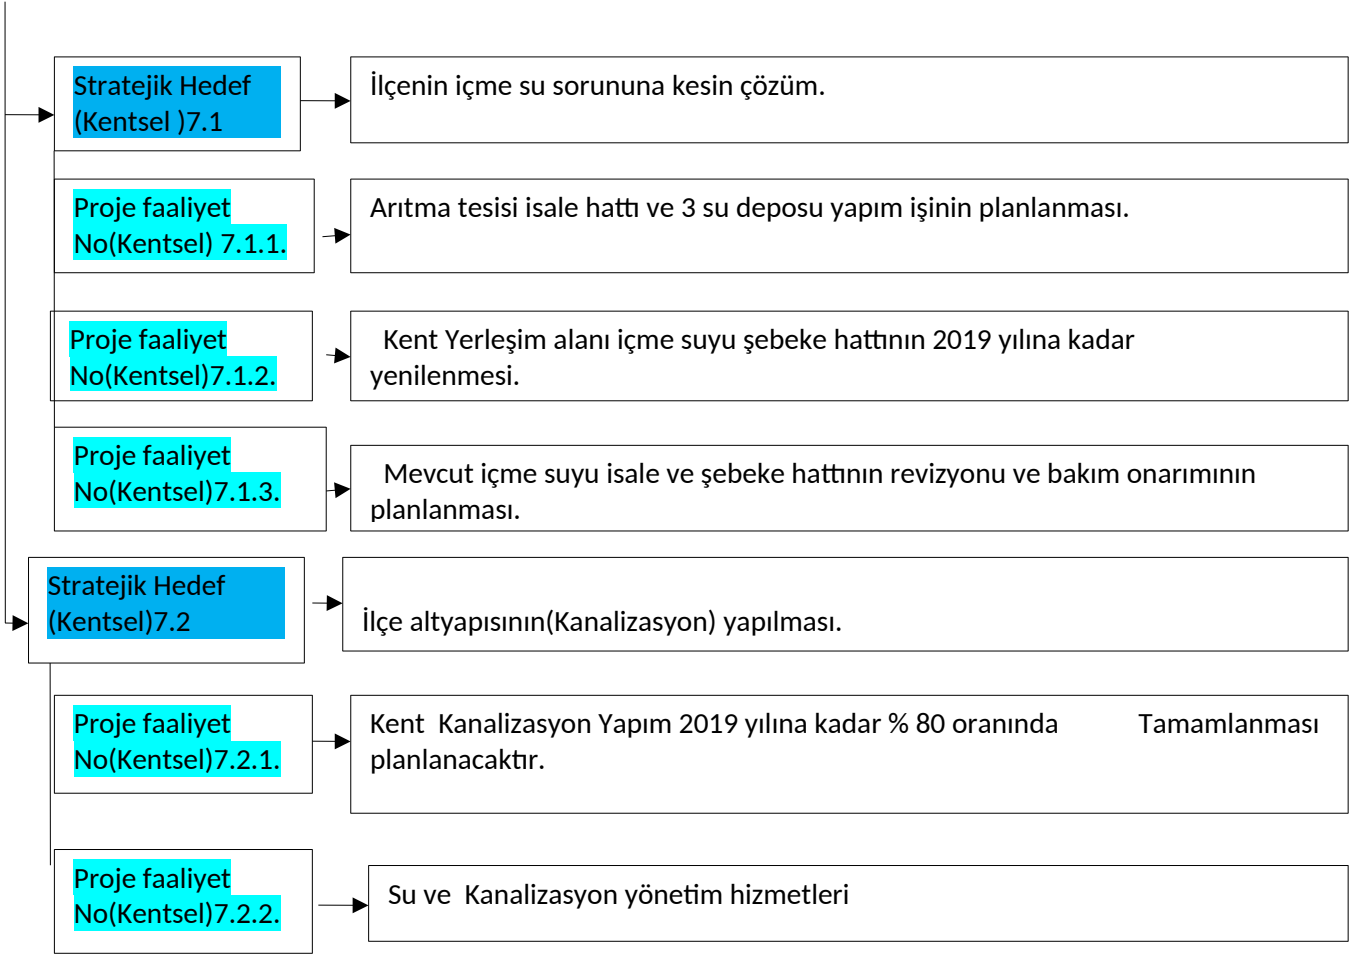 Stratejik Hedef
(Kentsel )7.1
İlçenin içme su sorununa kesin çözüm.
Proje faaliyet
No(Kentsel) 7.1.1.
Arıtma tesisi isale hattı ve 3 su deposu yapım işinin planlanması.
Proje faaliyet
No(Kentsel)7.1.2.
Kent Yerleşim alanı içme suyu şebeke hattının 2019 yılına kadar
yenilenmesi.
Proje faaliyet
No(Kentsel)7.1.3.
Mevcut içme suyu isale ve şebeke hattının revizyonu ve bakım onarımının
planlanması.
Stratejik Hedef
(Kentsel)7.2
İlçe altyapısının(Kanalizasyon) yapılması.
Proje faaliyet
No(Kentsel)7.2.1.
Kent  Kanalizasyon Yapım 2019 yılına kadar % 80 oranında Tamamlanması
planlanacaktır.
Proje faaliyet
No(Kentsel)7.2.2.
Su ve  Kanalizasyon yönetim hizmetleri